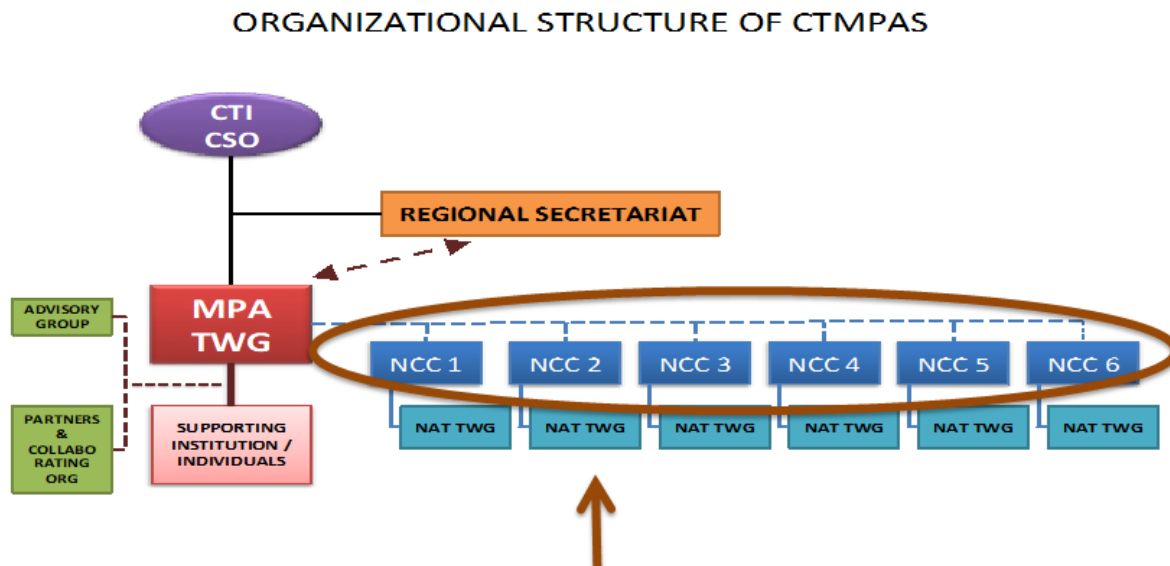 ORGANIZATIONAL STRUCTURE OF CTMPAS
CTI
CSO
REGIONAL SECRETARIAT
MPA
TWG
ADVISORY
GROUP
NCC 1
NCC 2
NCC 3
NCC 4
NCC 5
NCC 6
PARTNERS
&
COLLABO
RATING
ORG
SUPPORTING
INSTITUTION /
INDIVIDUALS
NAT TWG
NAT TWG
NAT TWG
NAT TWG
NAT TWG
NAT TWG